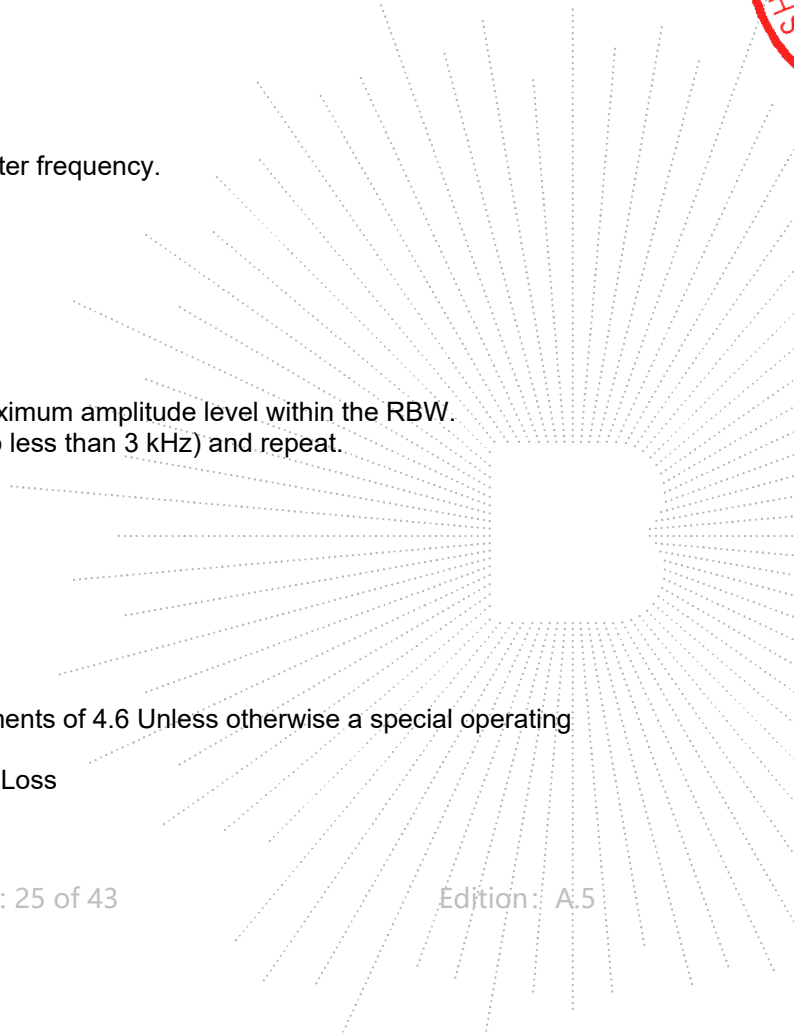 ter frequency.
ximum amplitude level within the RBW.
less than 3 kHz) and repeat.
ents of 4.6 Unless otherwise a special operating
Loss
: 25 of 43 Edition： A.5